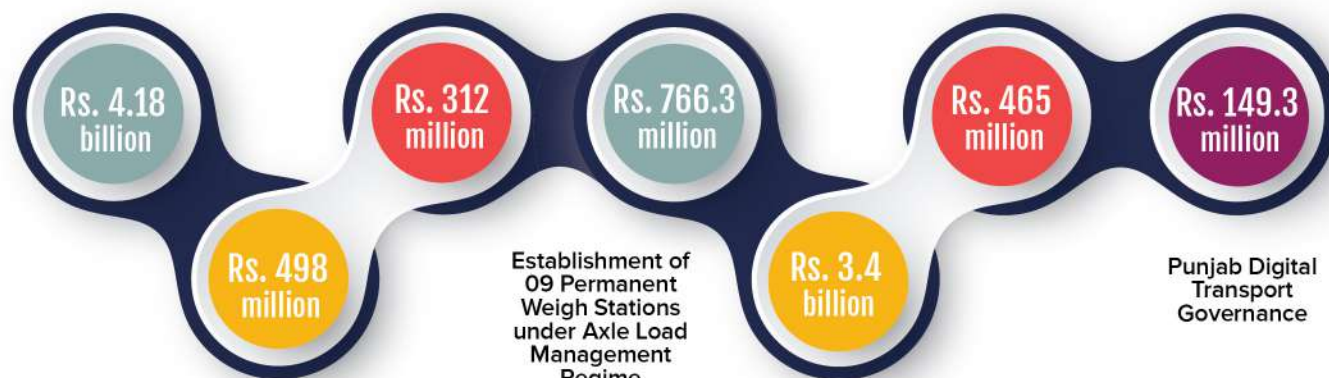 Rs. 4.18
billion
Rs. 498
million
Rs. 312
million
Rs. 766.3
million
Rs. 3.4
billion
Rs. 465
million
Rs. 149.3
million
Establishment of
09 Permanent
Weigh Stations
under Axle Load
Management
Regime
Punjab Digital
Transport
Governance